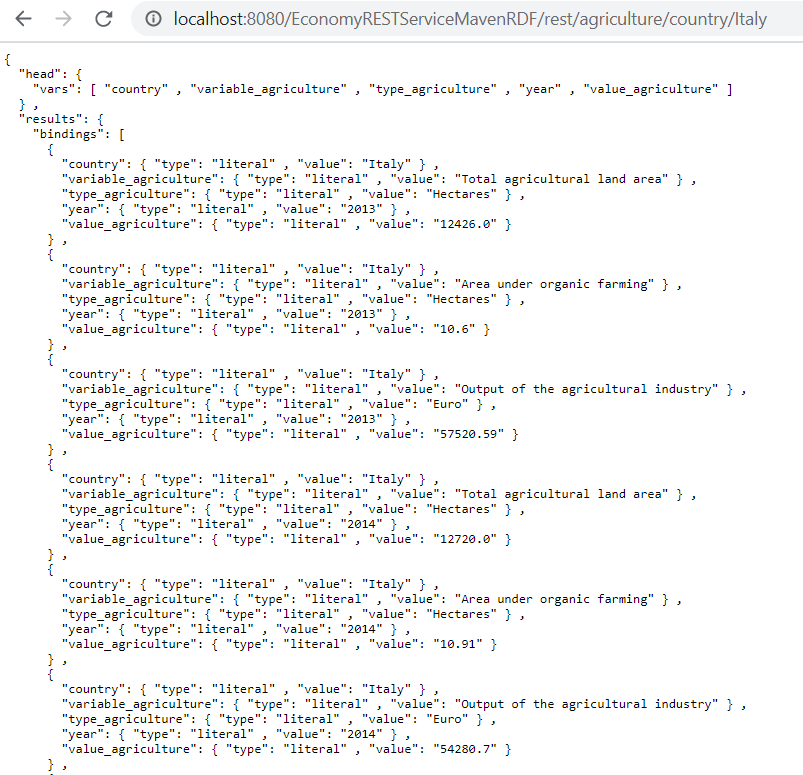 localhost:8080/EconomyRESTServiceMavenRDF/rest/agriculture/country/Italy
{
  "head": {
    "vars": [ "country" , "variable_agriculture" , "type_agriculture" , "year" , "value_agriculture" ]
  } ,
  "results": {
    "bindings": [
      {
        "country": { "type": "literal" , "value": "Italy" } ,
        "variable_agriculture": { "type": "literal" , "value": "Total agricultural land area" } ,
        "type_agriculture": { "type": "literal" , "value": "Hectares" } ,
        "year": { "type": "literal" , "value": "2013" } ,
        "value_agriculture": { "type": "literal" , "value": "12426.0" }
      } ,
      {
        "country": { "type": "literal" , "value": "Italy" } ,
        "variable_agriculture": { "type": "literal" , "value": "Area under organic farming" } ,
        "type_agriculture": { "type": "literal" , "value": "Hectares" } ,
        "year": { "type": "literal" , "value": "2013" } ,
        "value_agriculture": { "type": "literal" , "value": "10.6" }
      } ,
      {
        "country": { "type": "literal" , "value": "Italy" } ,
        "variable_agriculture": { "type": "literal" , "value": "Output of the agricultural industry" } ,
        "type_agriculture": { "type": "literal" , "value": "Euro" } ,
        "year": { "type": "literal" , "value": "2013" } ,
        "value_agriculture": { "type": "literal" , "value": "57520.59" }
      } ,
      {
        "country": { "type": "literal" , "value": "Italy" } ,
        "variable_agriculture": { "type": "literal" , "value": "Total agricultural land area" } ,
        "type_agriculture": { "type": "literal" , "value": "Hectares" } ,
        "year": { "type": "literal" , "value": "2014" } ,
        "value_agriculture": { "type": "literal" , "value": "12720.0" }
      } ,
      {
        "country": { "type": "literal" , "value": "Italy" } ,
        "variable_agriculture": { "type": "literal" , "value": "Area under organic farming" } ,
        "type_agriculture": { "type": "literal" , "value": "Hectares" } ,
        "year": { "type": "literal" , "value": "2014" } ,
        "value_agriculture": { "type": "literal" , "value": "10.91" }
      } ,
      {
        "country": { "type": "literal" , "value": "Italy" } ,
        "variable_agriculture": { "type": "literal" , "value": "Output of the agricultural industry" } ,
        "type_agriculture": { "type": "literal" , "value": "Euro" } ,
        "year": { "type": "literal" , "value": "2014" } ,
        "value_agriculture": { "type": "literal" , "value": "54280.7" }
      } ,